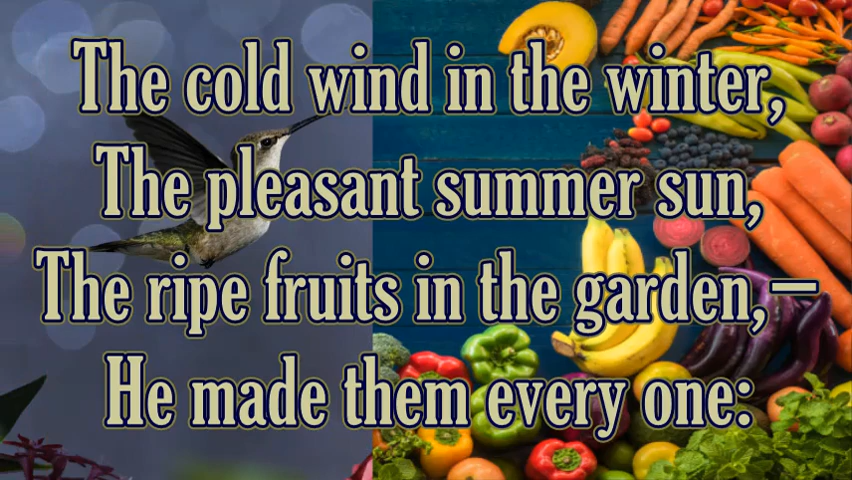 The cold wind in the winter,
The pleasant summer sun,
The ripe fruits in the garden,—
He made them every one: